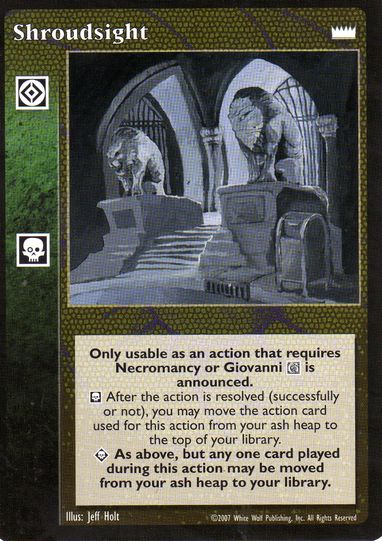 Shroudsight
Only usable as an action that requires
Necromancy or Giovanni is
announced.
After the action is resolved (successfully
or not), you may move the action card
used for this action from your ash heap to
the top of your library.
As above, but any one card played
during this action may be moved
from your ash heap to your library.
Illus: Jeff Holt
©2007 White Wolf Publishing, Inc. All Rights Reserved